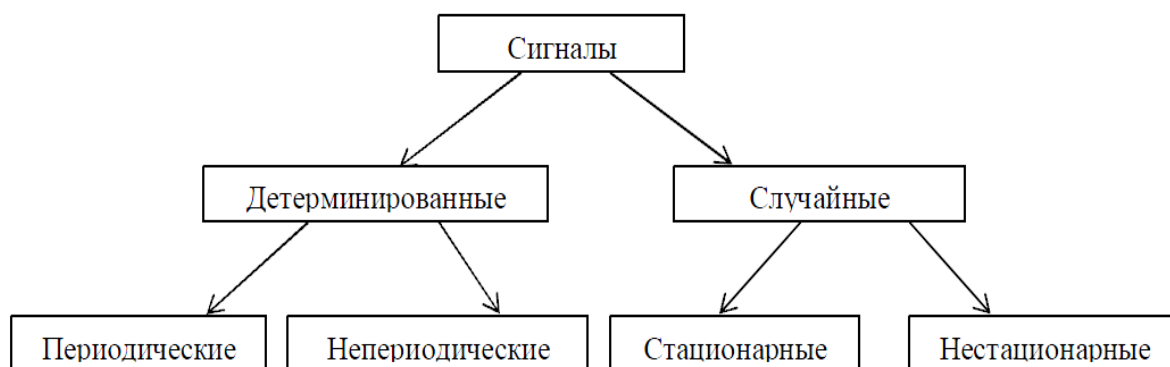 Сигналы
Детерминированные Случайные
Периодические Непериодические Стационарные Нестационарные